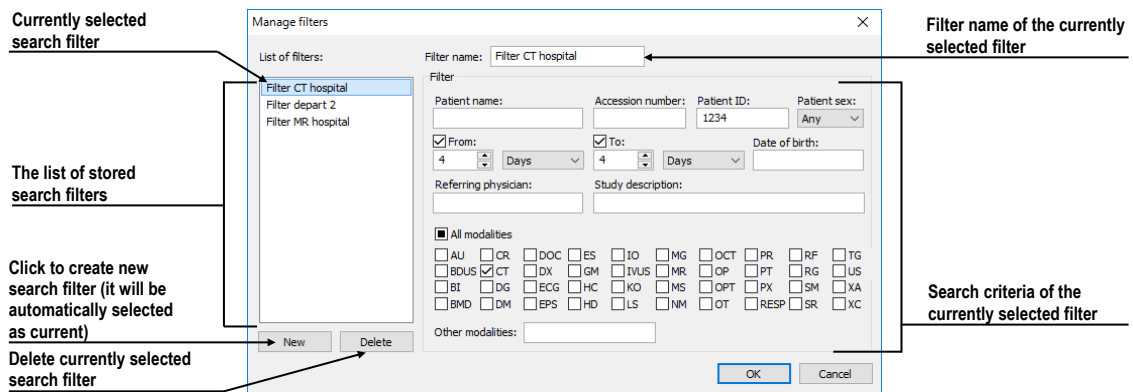 Currently selected
search filter
The list of stored
search filters
Click to create new
search filter (it will be
automatically selected
as current)
Delete currently selected
search filter
Manage filters
List of filters:
Filter CT hospital
Filter depart 2
Filter MR hospital
New Delete
Filter name: Filter CT hospital
Filter
Patient name: Accession number: Patient ID: Patient sex:
1234 Any
From: To: Date of birth:
4 Days 4 Days
Referring physician: Study description:
All modalities
AU CR DOC ES IO MG OCT PR RF TG
BDUS CT DX GM IVUS MR OP PT RG US
BI DG ECG HC KO MS OPT PX SM XA
BMD DM EPS HD LS NM OT RESP SR XC
Other modalities:
OK Cancel
Filter name of the currently
selected filter
Search criteria of the
currently selected filter